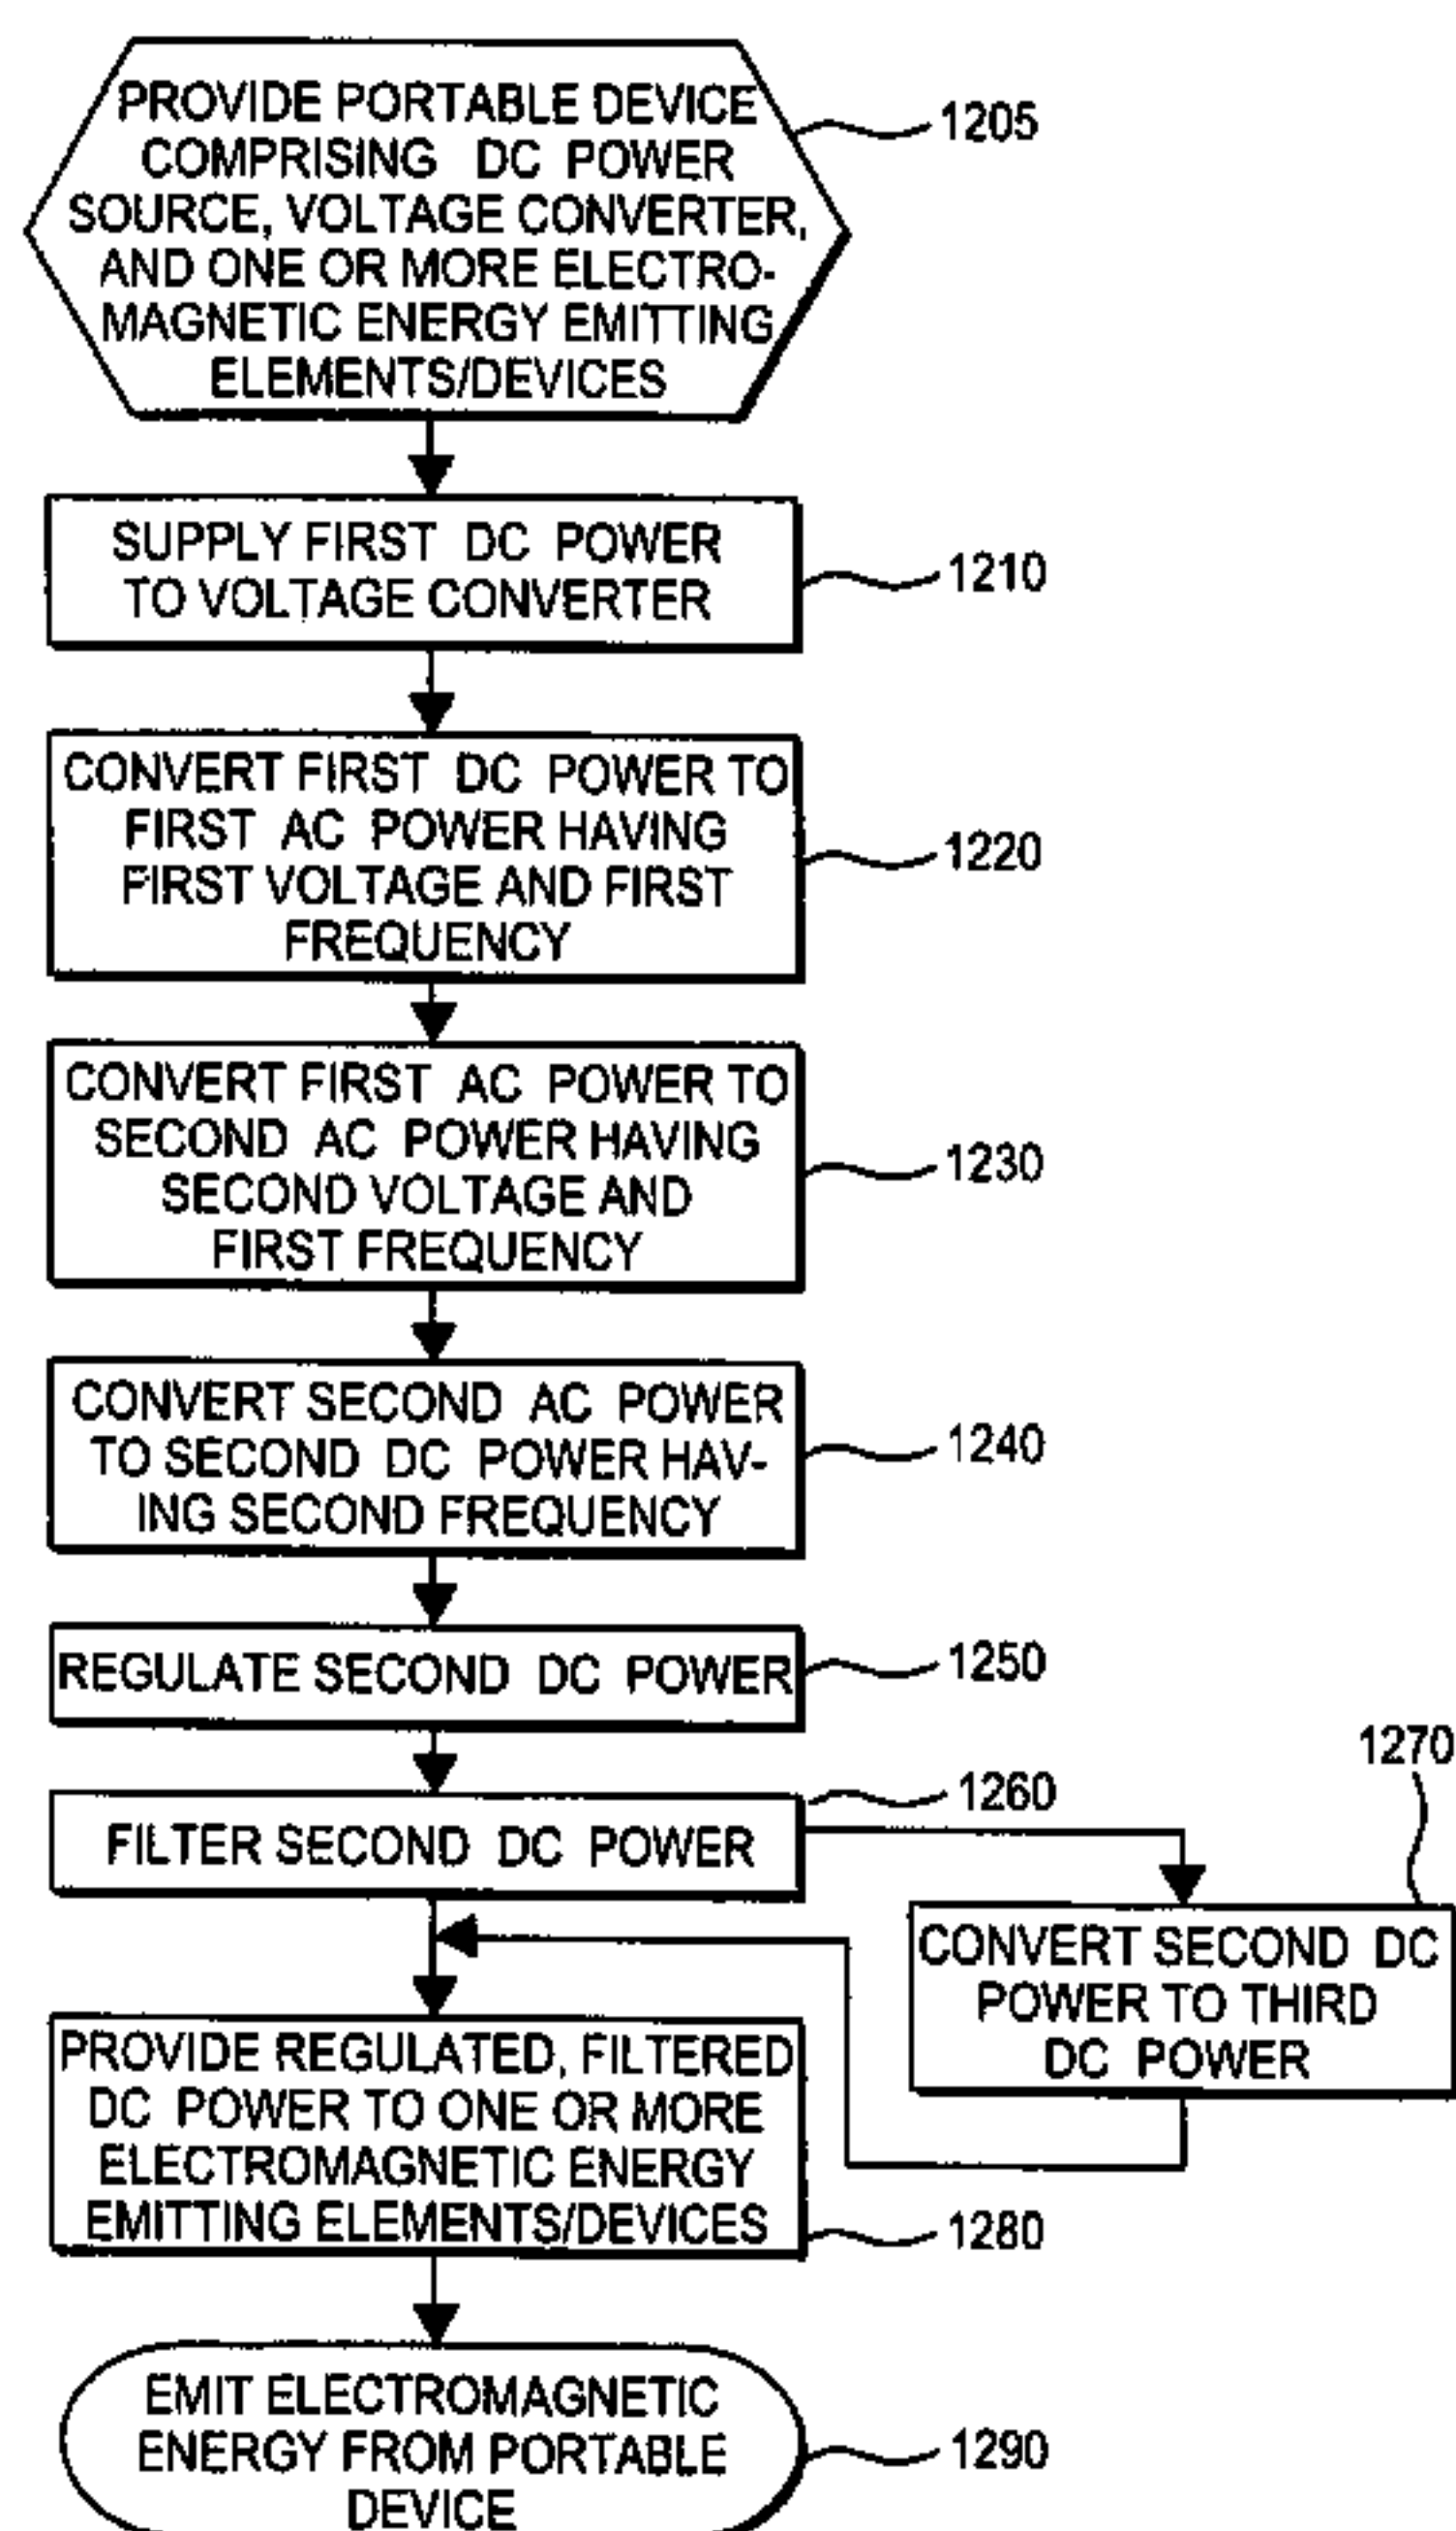 PROVIDE PORTABLE DEVICE
COMPRISING DC POWER
SOURCE, VOLTAGE CONVERTER,
AND ONE OR MORE ELECTRO-
MAGNETIC ENERGY EMITTING
ELEMENTS/DEVICES
1205
SUPPLY FIRST DC POWER
TO VOLTAGE CONVERTER
1210
CONVERT FIRST DC POWER TO
FIRST AC POWER HAVING
FIRST VOLTAGE AND FIRST
FREQUENCY
1220
CONVERT FIRST AC POWER TO
SECOND AC POWER HAVING
SECOND VOLTAGE AND
FIRST FREQUENCY
1230
CONVERT SECOND AC POWER
TO SECOND DC POWER HAV-
ING SECOND FREQUENCY
1240
REGULATE SECOND DC POWER
1250
FILTER SECOND DC POWER
1260
1270
CONVERT SECOND DC
POWER TO THIRD
DC POWER
PROVIDE REGULATED, FILTERED
DC POWER TO ONE OR MORE
ELECTROMAGNETIC ENERGY
EMITTING ELEMENTS/DEVICES
1280
EMIT ELECTROMAGNETIC
ENERGY FROM PORTABLE
DEVICE
1290